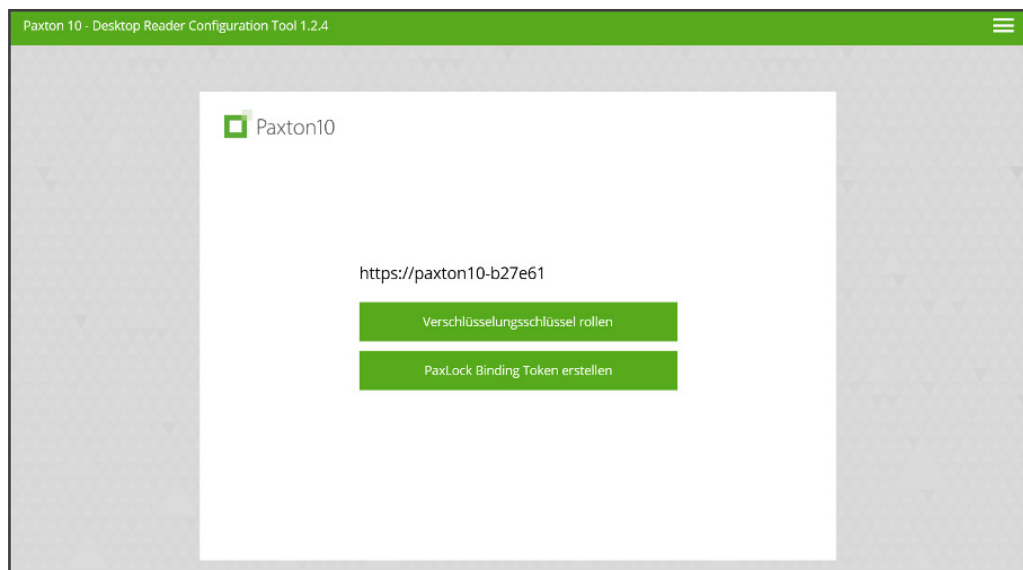 Paxton 10 - Desktop Reader Configuration Tool 1.2.4
Paxton10
https://paxton10-b27e61
Verschlüsselungsschlüssel rollen
PaxLock Binding Token erstellen